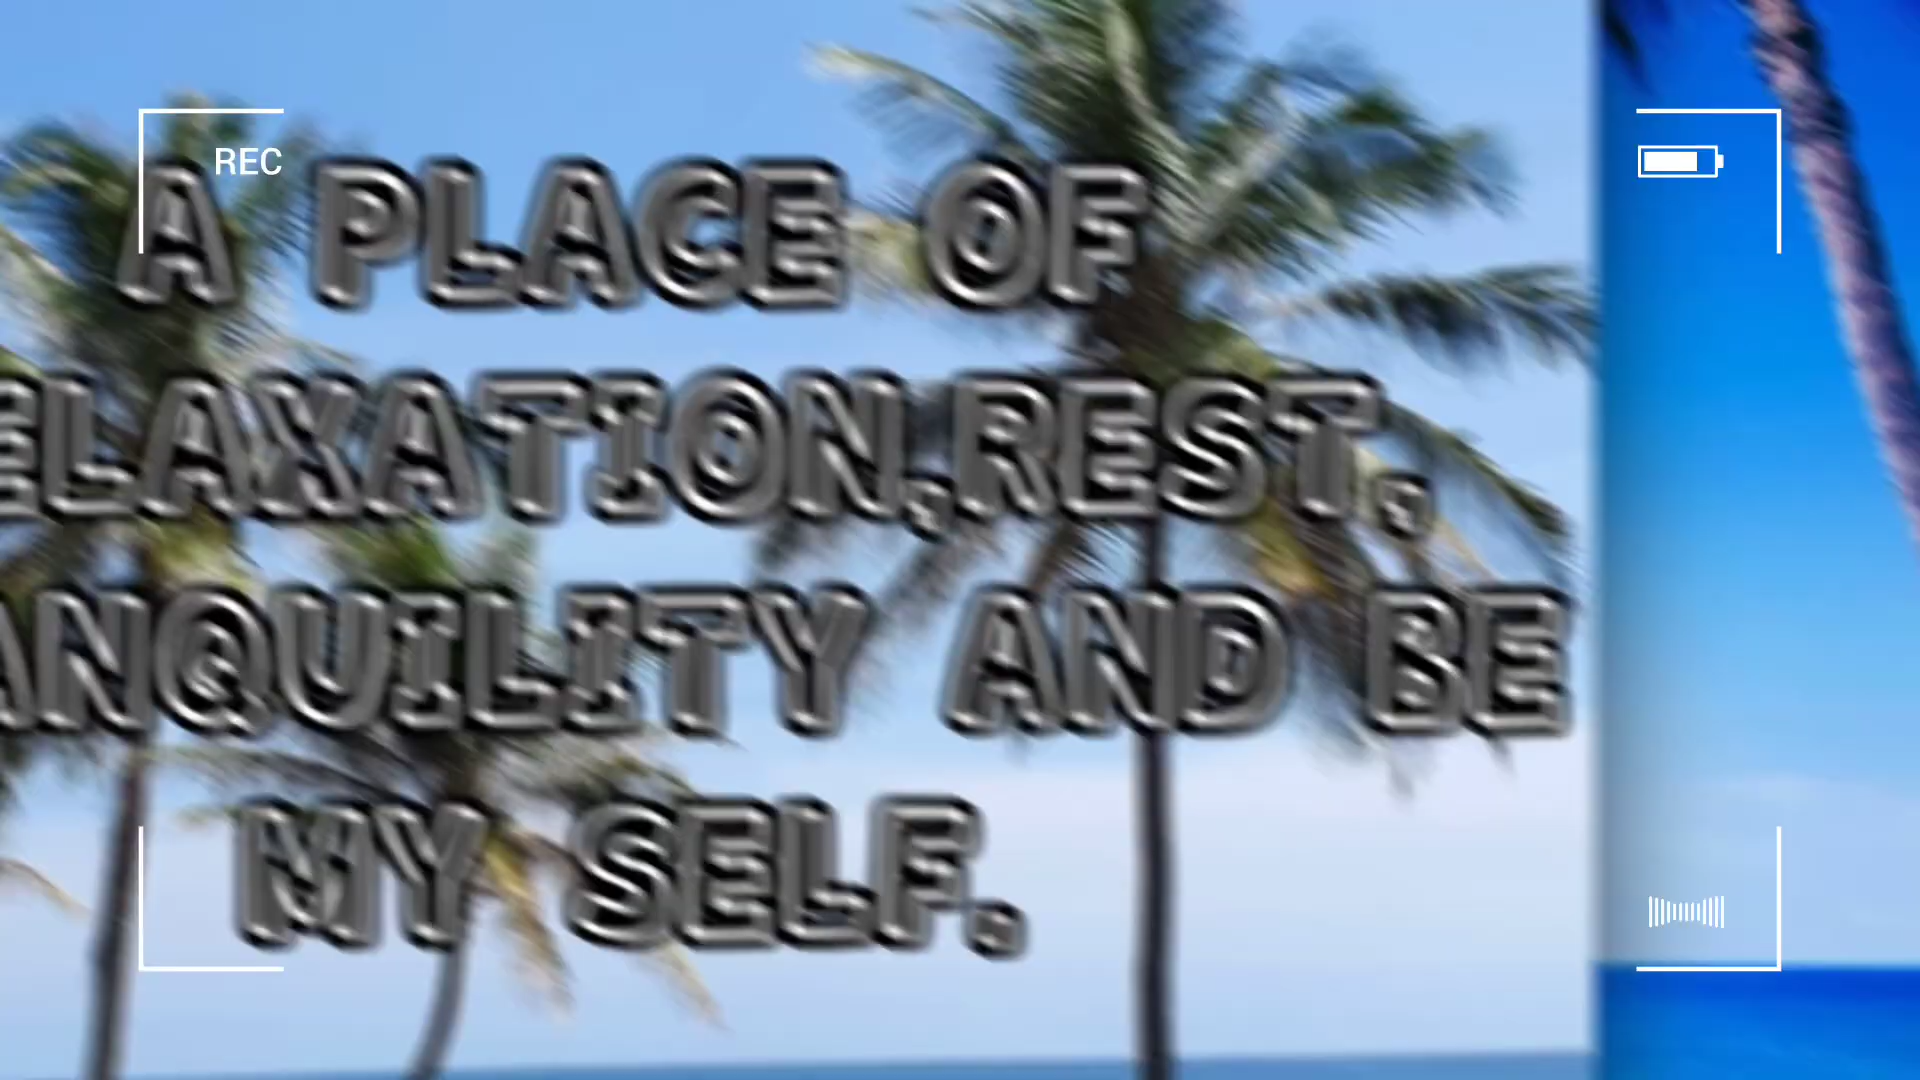 REC
A PLACE OF
ELAXATION,REST,
ANQUILITY AND BE
MY SELF.